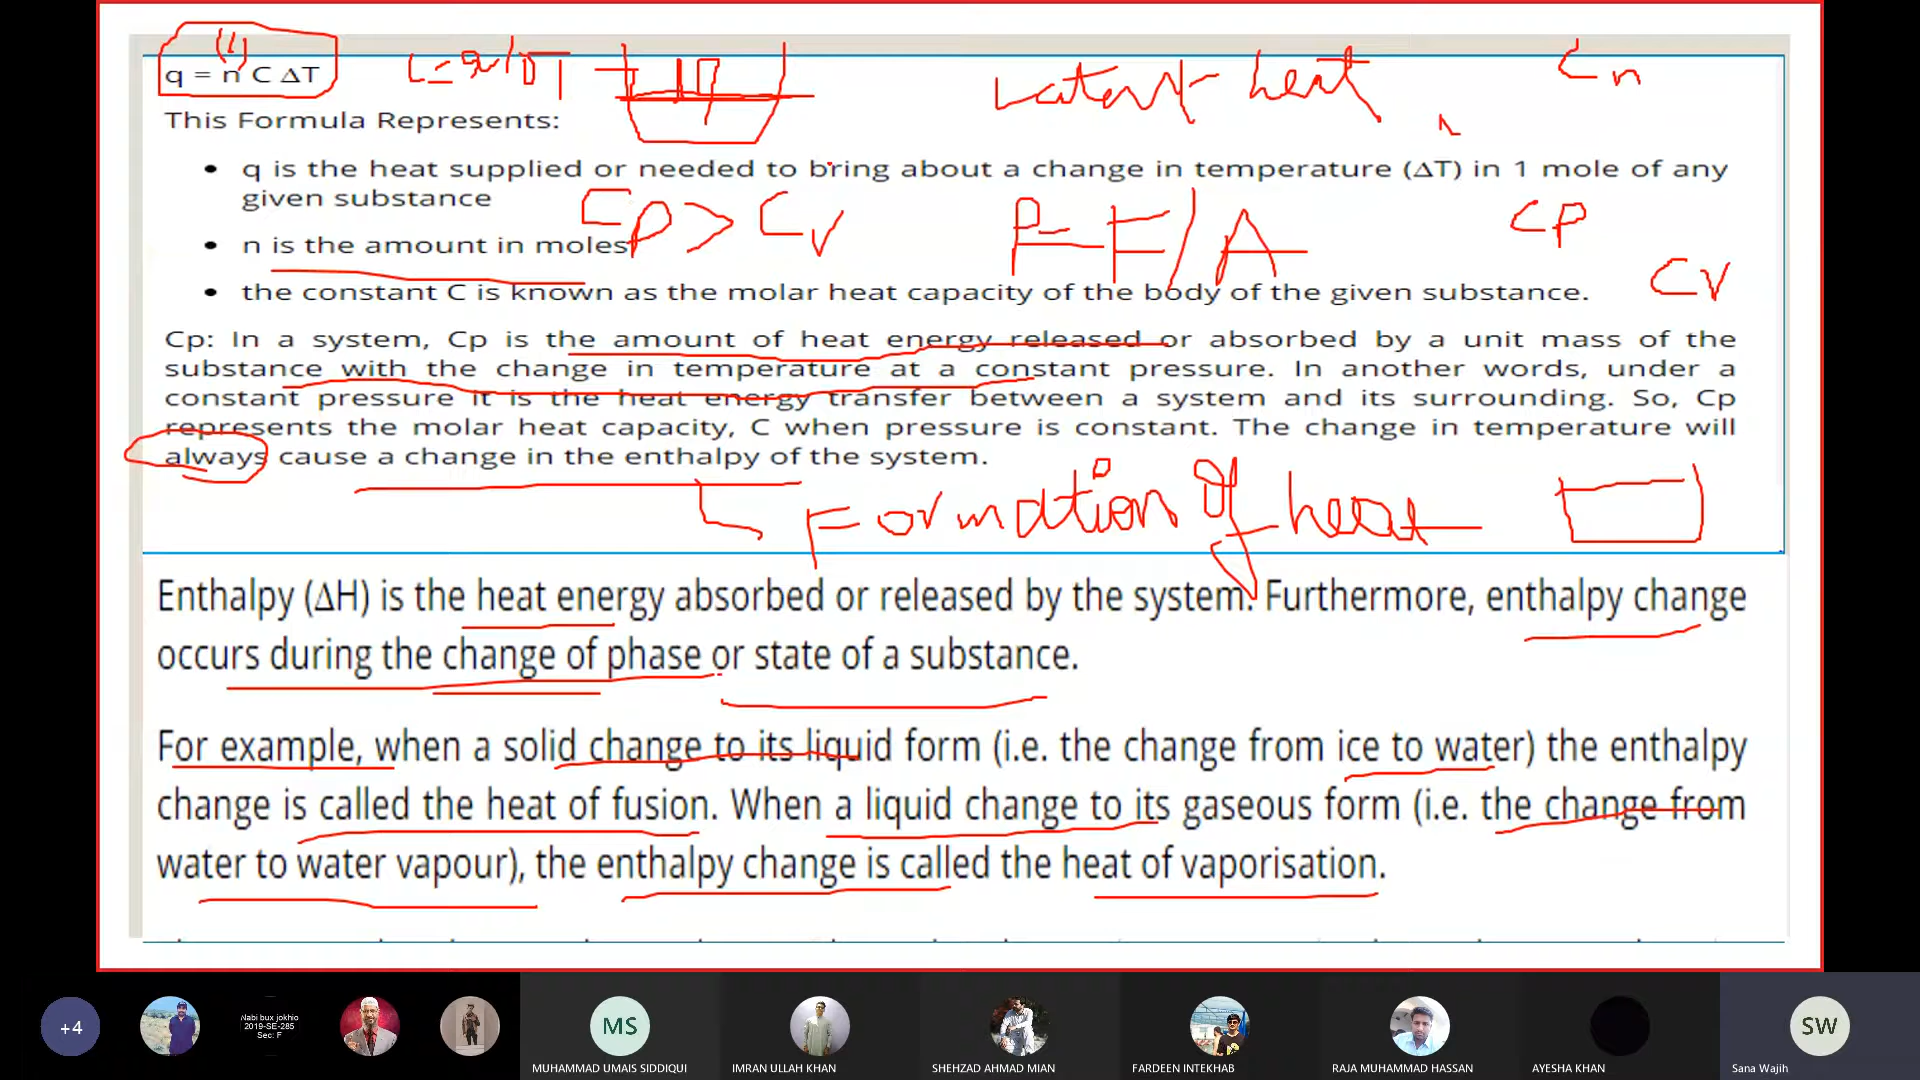 (1)
q = n C ΔT
Latent heat
Cn
This Formula Represents:
• q is the heat supplied or needed to bring about a change in temperature (ΔT) in 1 mole of any
given substance
Cp > Cv
P = F/A
CP
• n is the amount in moles
Cv
• the constant C is known as the molar heat capacity of the body of the given substance.
Cp: In a system, Cp is the amount of heat energy released or absorbed by a unit mass of the
substance with the change in temperature at a constant pressure. In another words, under a
constant pressure it is the heat energy transfer between a system and its surrounding. So, Cp
represents the molar heat capacity, C when pressure is constant. The change in temperature will
always cause a change in the enthalpy of the system.
Formation of heat
Enthalpy (ΔH) is the heat energy absorbed or released by the system. Furthermore, enthalpy change
occurs during the change of phase or state of a substance.
For example, when a solid change to its liquid form (i.e. the change from ice to water) the enthalpy
change is called the heat of fusion. When a liquid change to its gaseous form (i.e. the change from
water to water vapour), the enthalpy change is called the heat of vaporisation.
+4
Nabi bux jokhio
2019-SE-285
Sec: F
MS
SW
MUHAMMAD UMAIS SIDDIQUI
IMRAN ULLAH KHAN
SHEHZAD AHMAD MIAN
FARDEEN INTEKHAB
RAJA MUHAMMAD HASSAN
AYESHA KHAN
Sana Wajih